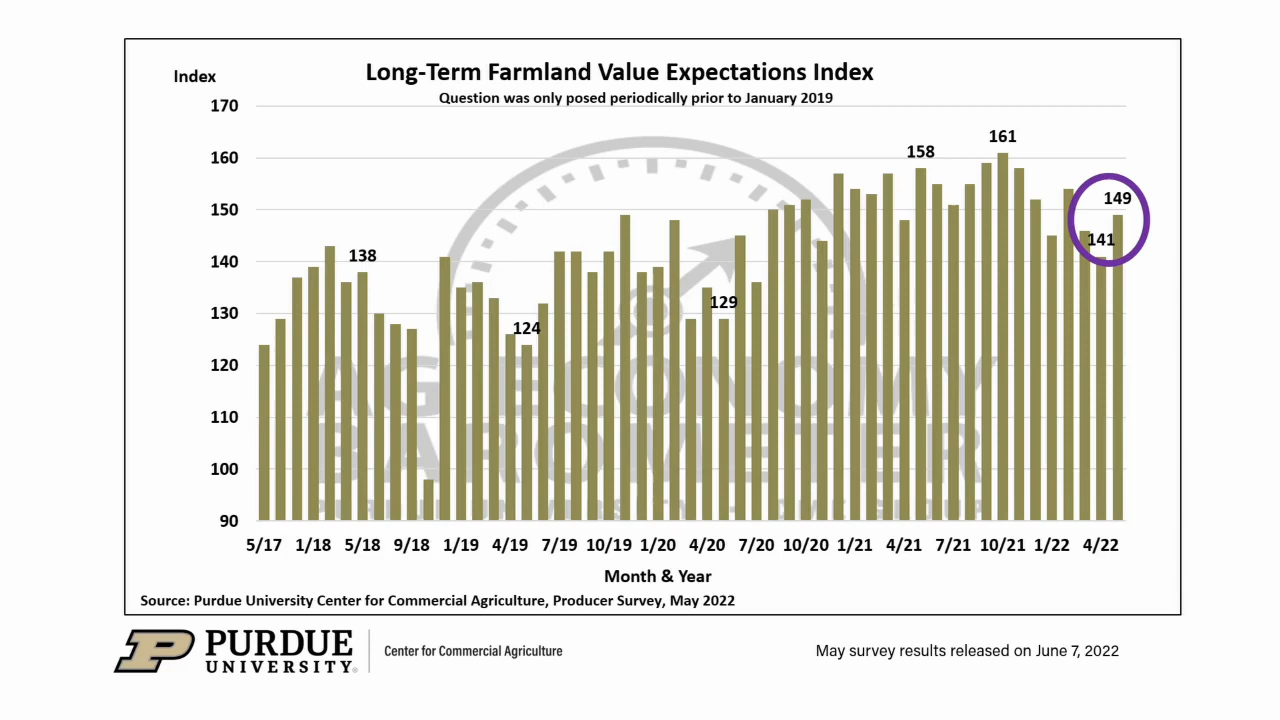 Long-Term Farmland Value Expectations Index
Index
Question was only posed periodically prior to January 2019
170
160
150
140
130
120
110
100
90
138
124
129
158
161
141
149
AG ECONOMY
BAROMETER
5/17 1/18 5/18 9/18 1/19 4/19 7/19 10/19 1/20 4/20 7/20 10/20 1/21 4/21 7/21 10/21 1/22 4/22
Month & Year
Source: Purdue University Center for Commercial Agriculture, Producer Survey, May 2022
PURDUE
UNIVERSITY®
Center for Commercial Agriculture
May survey results released on June 7, 2022